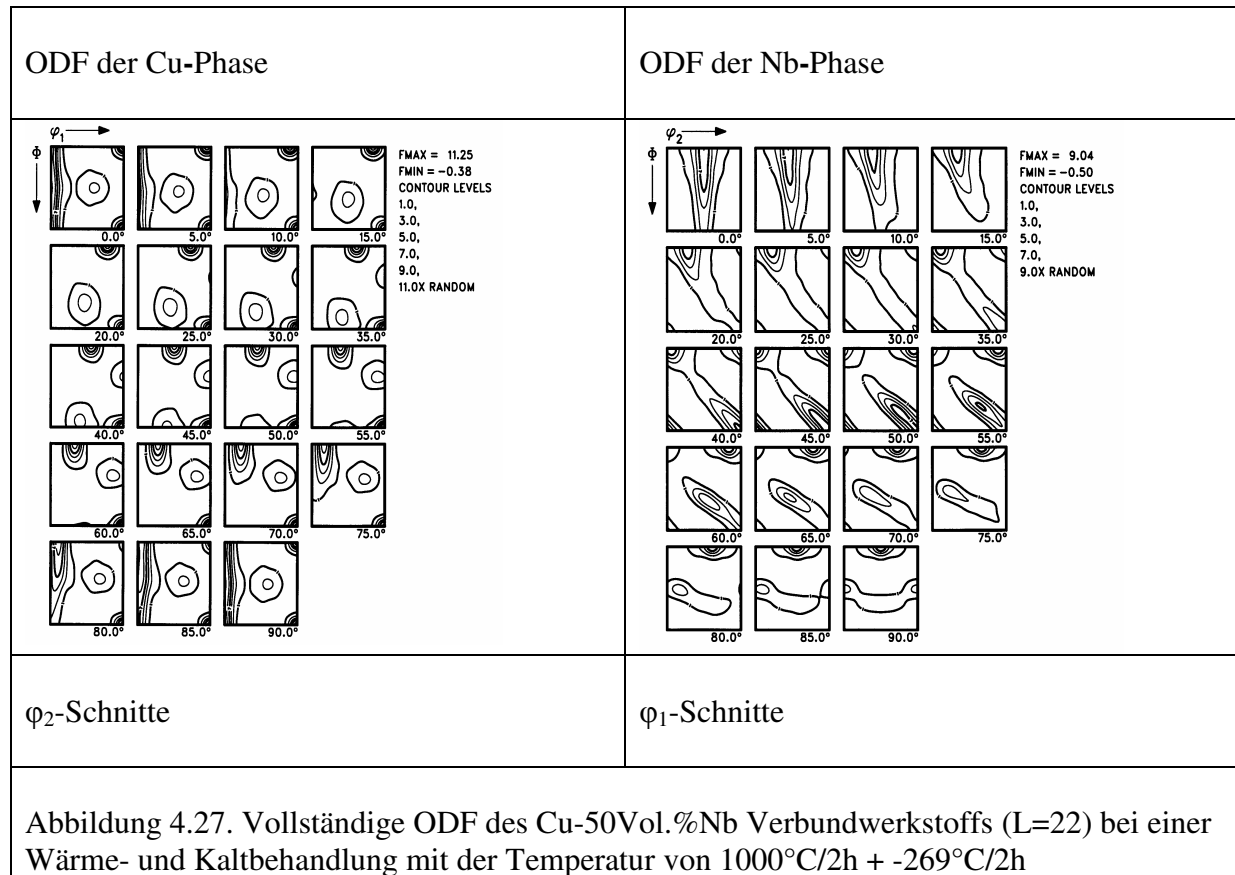 ODF der Cu-Phase
ODF der Nb-Phase
φ1
Φ
FMAX = 11.25
FMIN = -0.38
CONTOUR LEVELS
1.0,
3.0,
5.0,
7.0,
9.0,
11.0X RANDOM
0.0° 5.0° 10.0° 15.0°
20.0° 25.0° 30.0° 35.0°
40.0° 45.0° 50.0° 55.0°
60.0° 65.0° 70.0° 75.0°
80.0° 85.0° 90.0°
φ2
Φ
FMAX = 9.04
FMIN = -0.50
CONTOUR LEVELS
1.0,
3.0,
5.0,
7.0,
9.0X RANDOM
0.0° 5.0° 10.0° 15.0°
20.0° 25.0° 30.0° 35.0°
40.0° 45.0° 50.0° 55.0°
60.0° 65.0° 70.0° 75.0°
80.0° 85.0° 90.0°
φ2-Schnitte
φ1-Schnitte
Abbildung 4.27. Vollständige ODF des Cu-50Vol.%Nb Verbundwerkstoffs (L=22) bei einer
Wärme- und Kaltbehandlung mit der Temperatur von 1000°C/2h + -269°C/2h